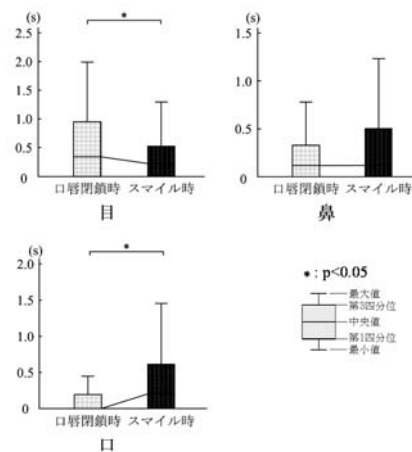 (s)
2.5
2.0
1.5
1.0
0.5
0
*
口唇閉鎖時 スマイル時
目
(s)
1.5
1.0
0.5
0
口唇閉鎖時 スマイル時
鼻
(s)
2.0
1.5
1.0
0.5
0
*
口唇閉鎖時 スマイル時
口
*: p<0.05
最大値
第3四分位
中央値
第1四分位
最小値